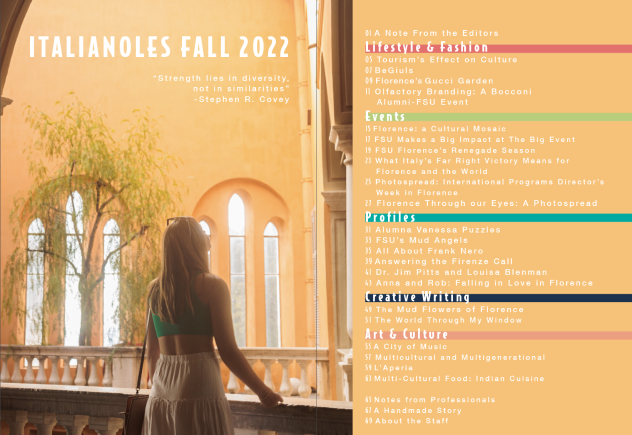 ITALIANOLES FALL 2022
"Strength lies in diversity,
not in similarities"
-Stephen R. Covey
01 A Note From the Editors
Lifestyle & Fashion
05 Tourism's Effect on Culture
07 BeGiuls
09 Florence's Gucci Garden
11 Olfactory Branding: A Bocconi
Alumni-FSU Event
Events
15 Florence: a Cultural Mosaic
17 FSU Makes a Big Impact at The Big Event
19 FSU Florence's Renegade Season
23 What Italy's Far Right Victory Means for
Florence and the World
25 Photospread: International Programs Director's
Week in Florence
27 Florence Through our Eyes: A Photospread
Profiles
31 Alumna Vanessa Puzzles
33 FSU's Mud Angels
35 All About Frank Nero
39 Answering the Firenze Call
41 Dr. Jim Pitts and Louisa Blenman
43 Anna and Rob: Falling in Love in Florence
Creative Writing
49 The Mud Flowers of Florence
51 The World Through My Window
Art & Culture
55 A City of Music
57 Multicultural and Multigenerational
59 L'Aperia
61 Multi-Cultural Food: Indian Cuisine
Notes from Professionals
67 A Handmade Story
69 About the Staff